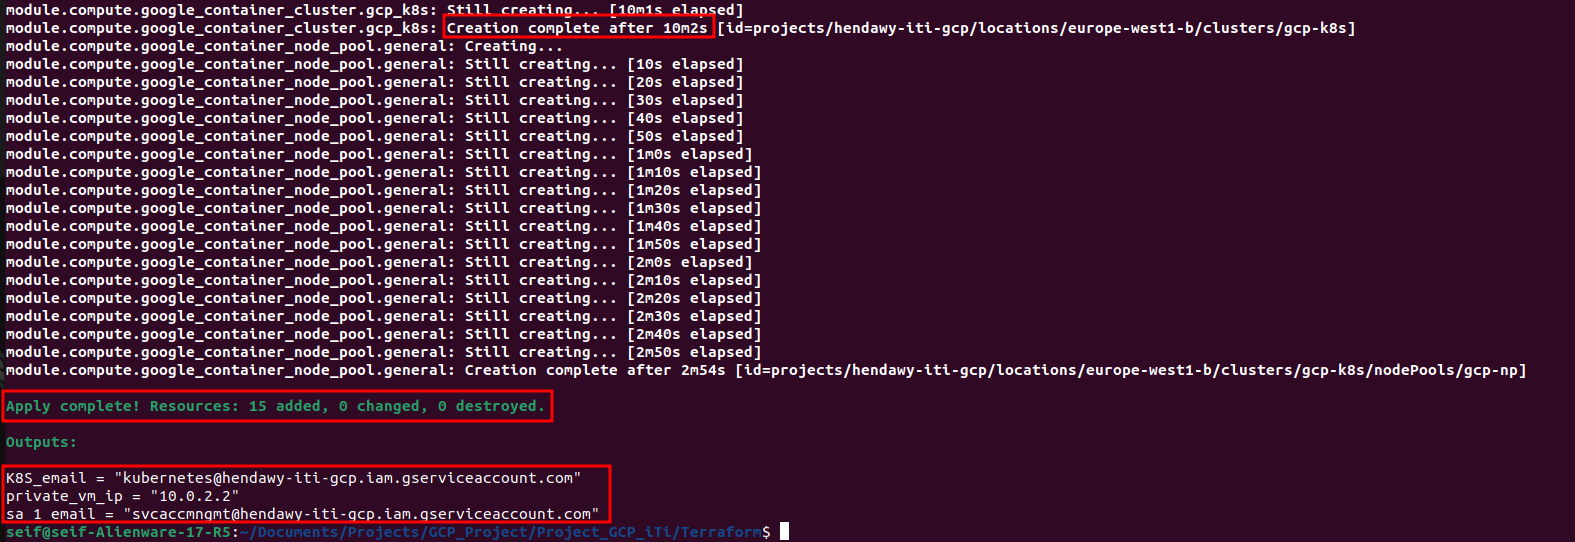 module.compute.google_container_cluster.gcp_k8s: Still creating... [10m1s elapsed]
module.compute.google_container_cluster.gcp_k8s: Creation complete after 10m2s [id=projects/hendawy-iti-gcp/locations/europe-west1-b/clusters/gcp-k8s]
module.compute.google_container_node_pool.general: Creating...
module.compute.google_container_node_pool.general: Still creating... [10s elapsed]
module.compute.google_container_node_pool.general: Still creating... [20s elapsed]
module.compute.google_container_node_pool.general: Still creating... [30s elapsed]
module.compute.google_container_node_pool.general: Still creating... [40s elapsed]
module.compute.google_container_node_pool.general: Still creating... [50s elapsed]
module.compute.google_container_node_pool.general: Still creating... [1m0s elapsed]
module.compute.google_container_node_pool.general: Still creating... [1m10s elapsed]
module.compute.google_container_node_pool.general: Still creating... [1m20s elapsed]
module.compute.google_container_node_pool.general: Still creating... [1m30s elapsed]
module.compute.google_container_node_pool.general: Still creating... [1m40s elapsed]
module.compute.google_container_node_pool.general: Still creating... [1m50s elapsed]
module.compute.google_container_node_pool.general: Still creating... [2m0s elapsed]
module.compute.google_container_node_pool.general: Still creating... [2m10s elapsed]
module.compute.google_container_node_pool.general: Still creating... [2m20s elapsed]
module.compute.google_container_node_pool.general: Still creating... [2m30s elapsed]
module.compute.google_container_node_pool.general: Still creating... [2m40s elapsed]
module.compute.google_container_node_pool.general: Still creating... [2m50s elapsed]
module.compute.google_container_node_pool.general: Creation complete after 2m54s [id=projects/hendawy-iti-gcp/locations/europe-west1-b/clusters/gcp-k8s/nodePools/gcp-np]
Apply complete! Resources: 15 added, 0 changed, 0 destroyed.
Outputs:
K8S_email = "kubernetes@hendawy-iti-gcp.iam.gserviceaccount.com"
private_vm_ip = "10.0.2.2"
sa_1_email = "svcaccmngmt@hendawy-iti-gcp.iam.gserviceaccount.com"
seif@seif-Alienware-17-R5:~/Documents/Projects/GCP_Project/Project_GCP_iTi/Terraform$